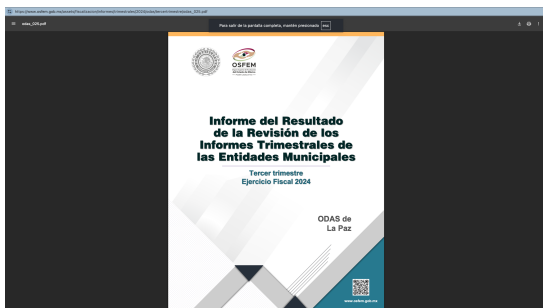 odas_025.pdf
Para salir de la pantalla completa, mantén presionado esc
OSFEM
Informe del Resultado
de la Revisión de los
Informes Trimestrales de
las Entidades Municipales
Tercer trimestre
Ejercicio Fiscal 2024
ODAS de
La Paz
www.osfem.gob.mx